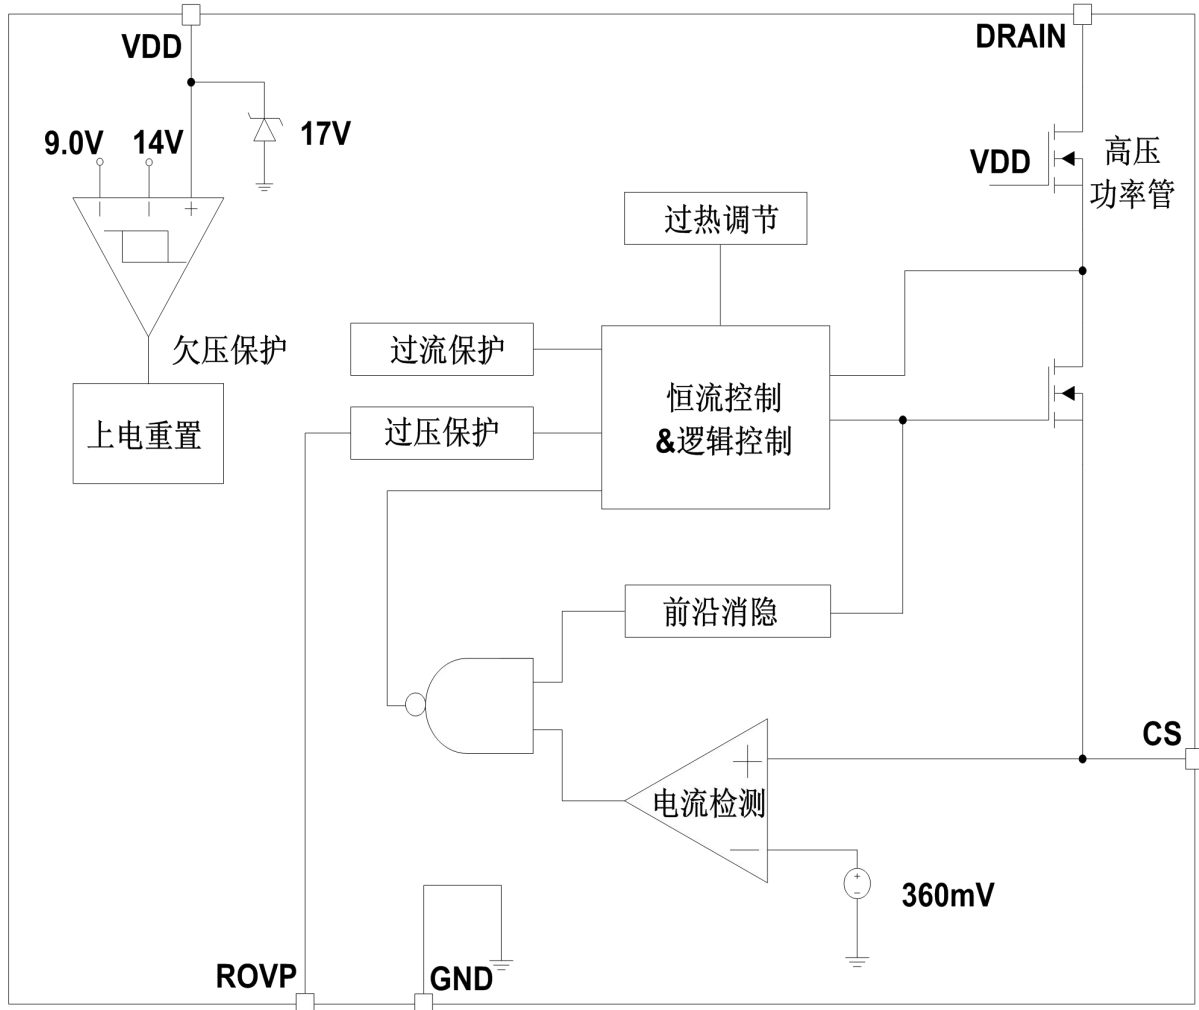 VDD
DRAIN
9.0V
14V
17V
VDD
高压
功率管
过热调节
欠压保护
过流保护
恒流控制
&逻辑控制
上电重置
过压保护
前沿消隐
CS
电流检测
360mV
ROVP
GND